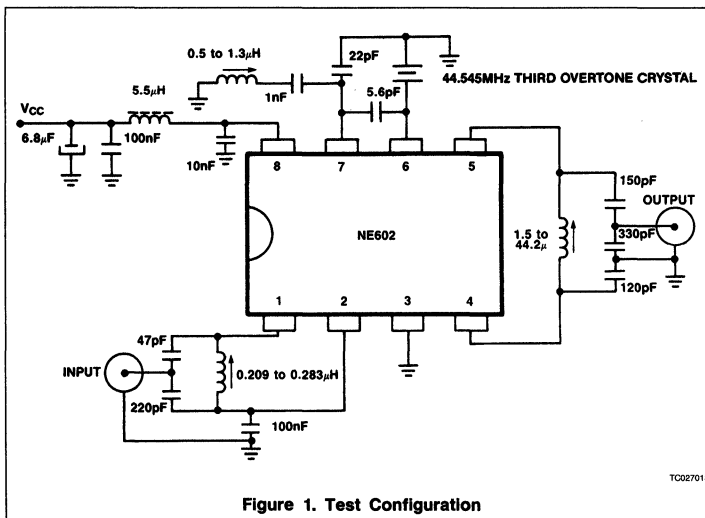 0.5 to 1.3μH
22pF
44.545MHz THIRD OVERTONE CRYSTAL
5.5μH
1nF
5.6pF
VCC
6.8μF
100nF
10nF
8
7
6
5
150pF
OUTPUT
NE602
1.5 to
44.2μ
330pF
120pF
1
2
3
4
47pF
INPUT
0.209 to 0.283μH
220pF
100nF
TC02701
Figure 1. Test Configuration